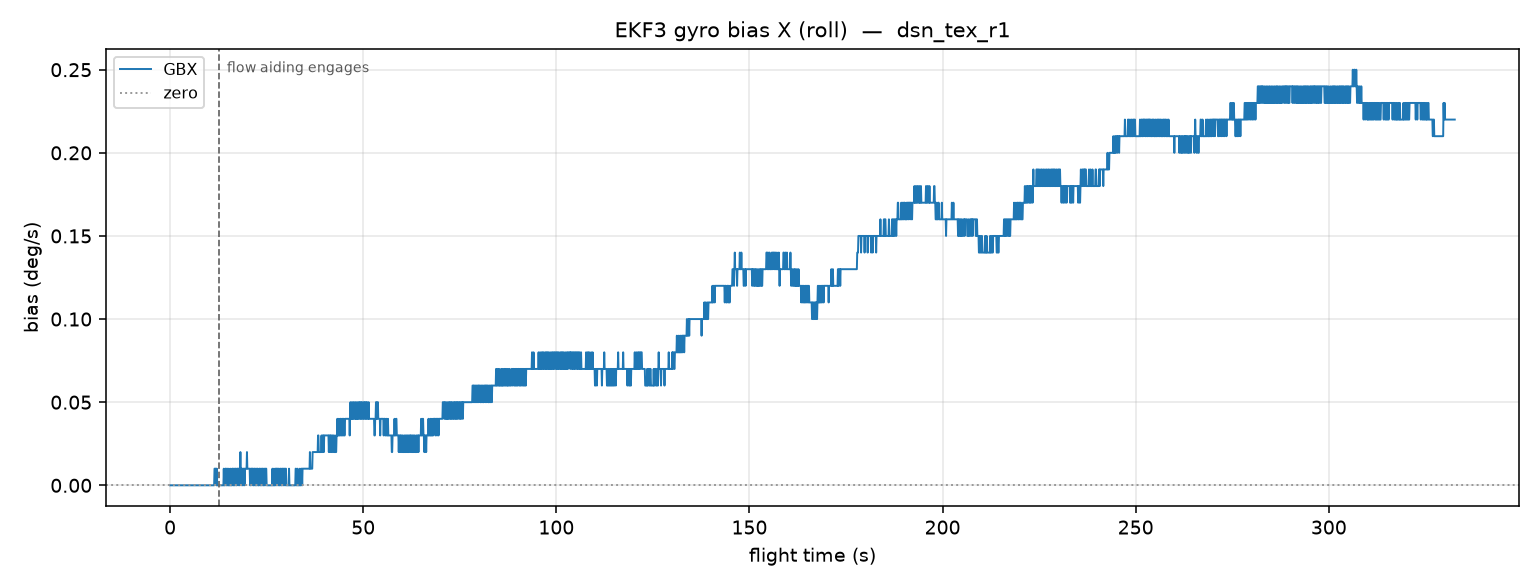 EKF3 gyro bias X (roll) — dsn_tex_r1
GBX
zero
flow aiding engages
0.25
0.20
0.15
0.10
0.05
0.00
bias (deg/s)
0 50 100 150 200 250 300
flight time (s)